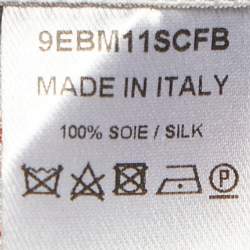 9EBM11SCFB
MADE IN ITALY
100% SOIE / SILK
P